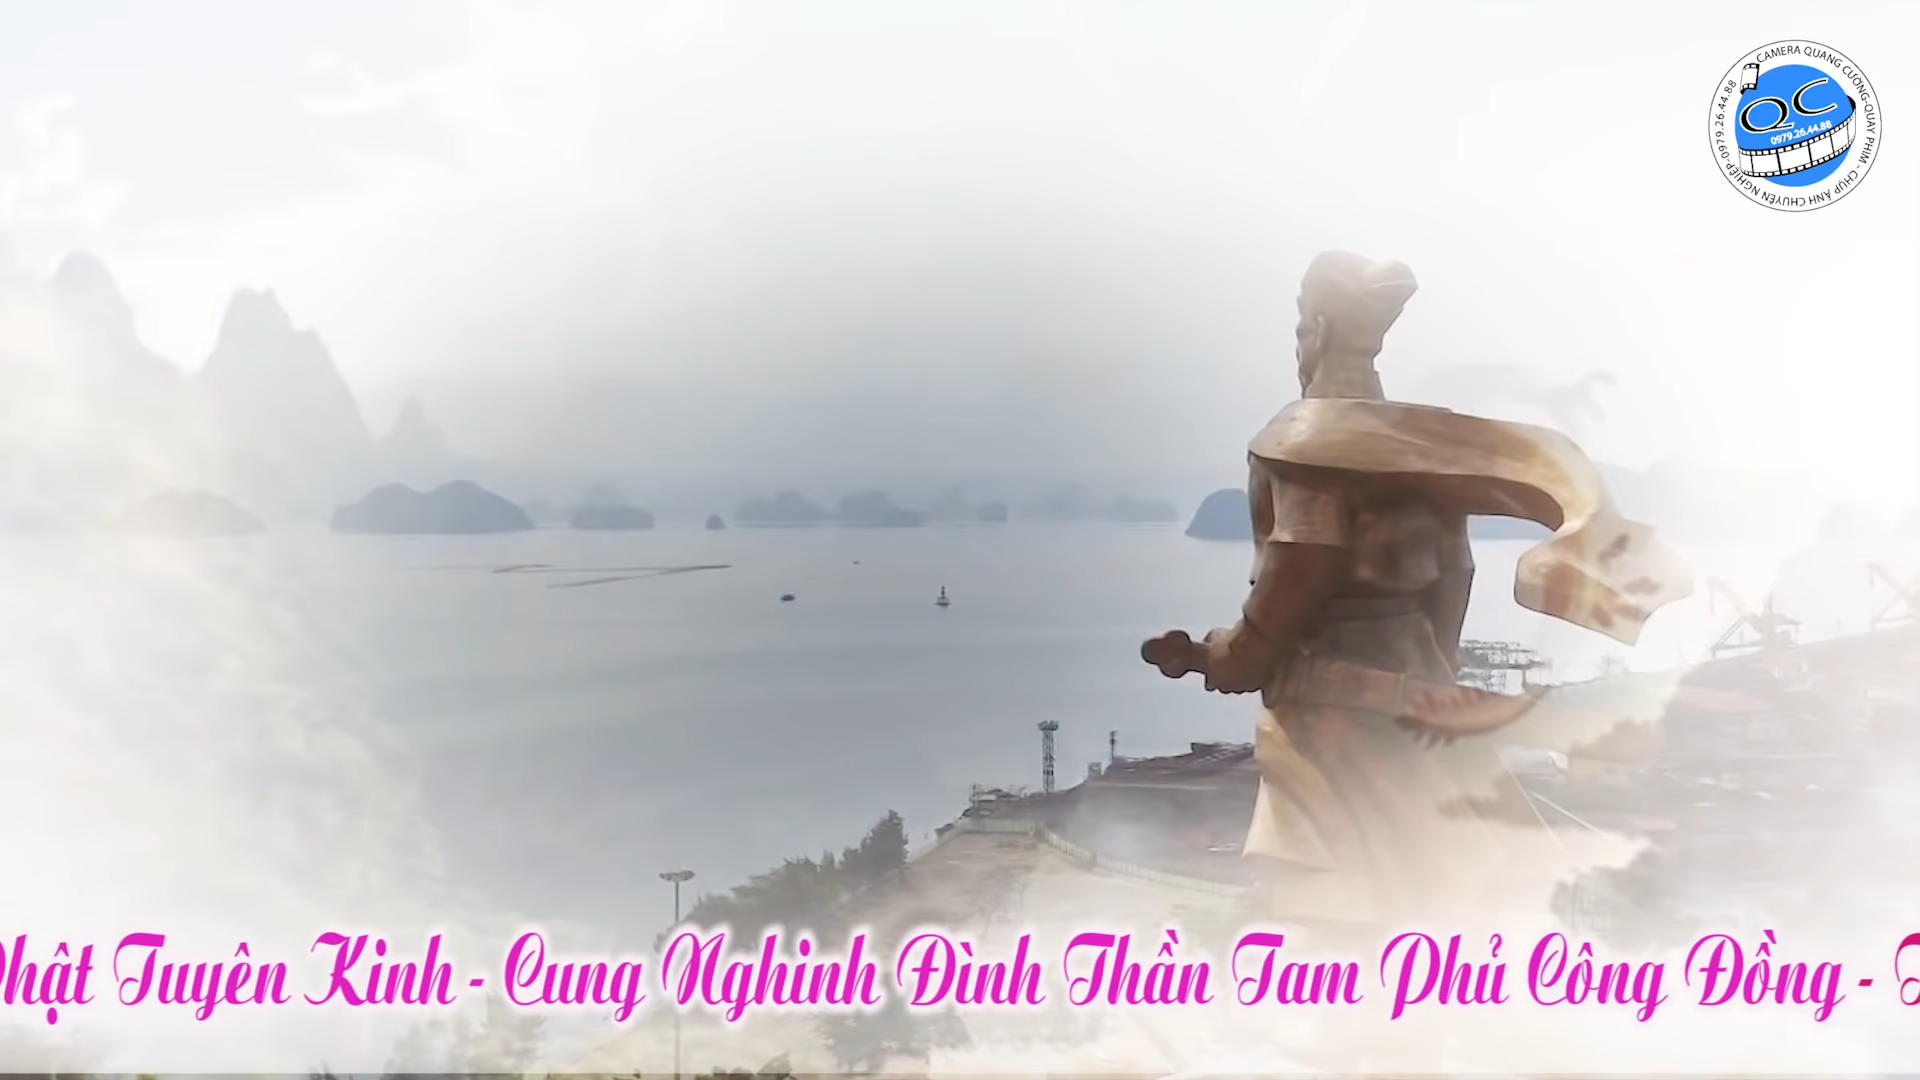 CAMERA QUANG CƯỜNG-QUAY PHIM - CHỤP ẢNH CHUYÊN NGHIỆP-0979.26.44.88
QC
0979.26.44.88
Tuyên Kinh - Cung Nghinh Đình Thần Tam Phủ Công Đồng -